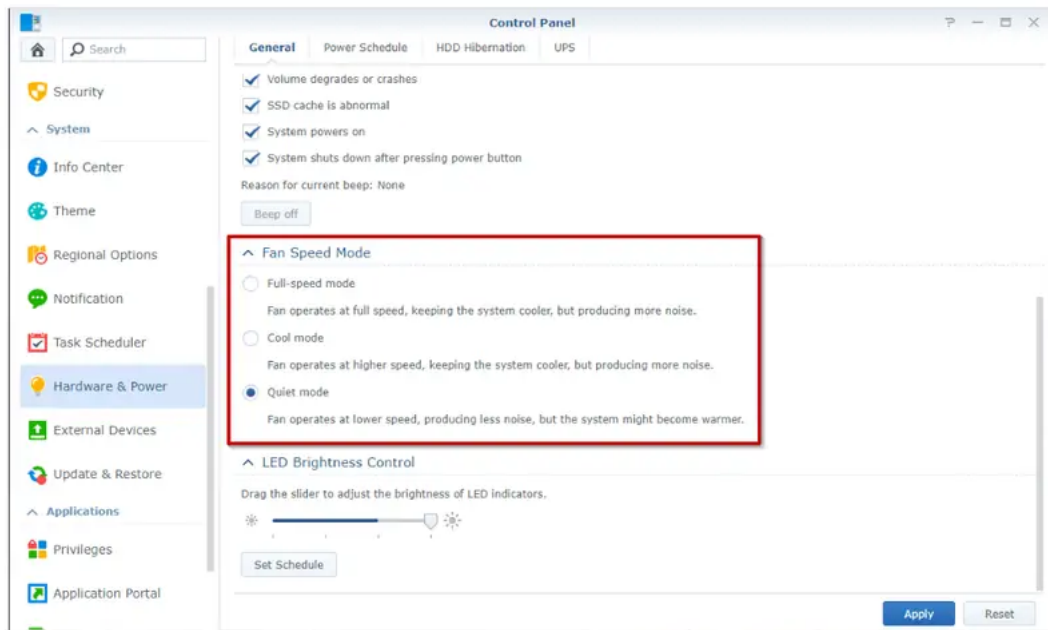 Control Panel
Search
General
Power Schedule
HDD Hibernation
UPS
Security
System
Info Center
Theme
Regional Options
Notification
Task Scheduler
Hardware & Power
External Devices
Update & Restore
Applications
Privileges
Application Portal
Volume degrades or crashes
SSD cache is abnormal
System powers on
System shuts down after pressing power button
Reason for current beep: None
Beep off
Fan Speed Mode
Full-speed mode
Fan operates at full speed, keeping the system cooler, but producing more noise.
Cool mode
Fan operates at higher speed, keeping the system cooler, but producing more noise.
Quiet mode
Fan operates at lower speed, producing less noise, but the system might become warmer.
LED Brightness Control
Drag the slider to adjust the brightness of LED indicators.
Set Schedule
Apply
Reset